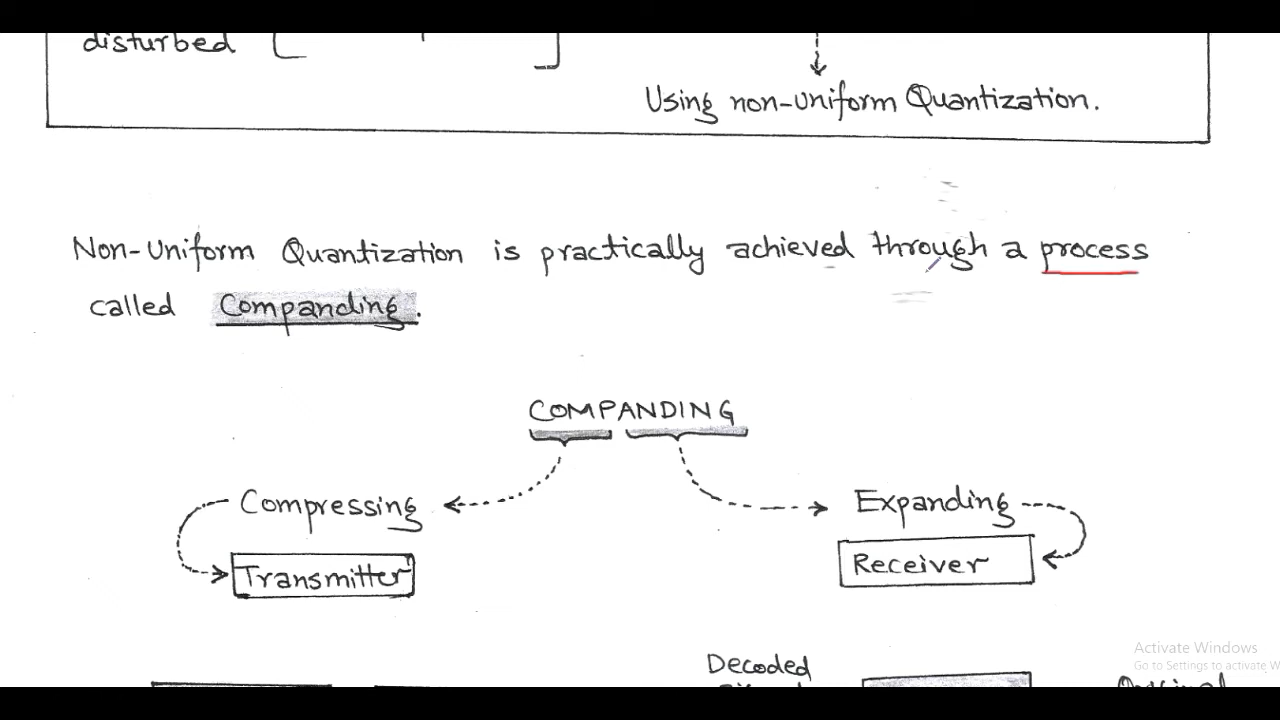 disturbed
Using non-uniform Quantization.
Non-Uniform Quantization is practically achieved through a process
called Companding.
COMPANDING
Compressing
Expanding
Transmitter
Receiver
Decoded
Activate Windows
Go to Settings to activate W